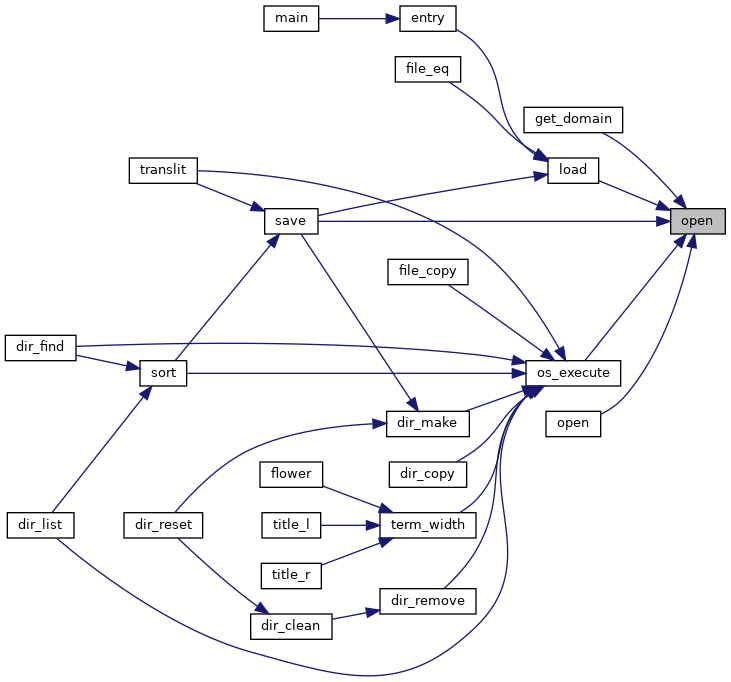 main
entry
file_eq
get_domain
translit
load
save
open
file_copy
dir_find
sort
os_execute
dir_make
open
flower
dir_copy
dir_list
dir_reset
title_l
term_width
title_r
dir_remove
dir_clean